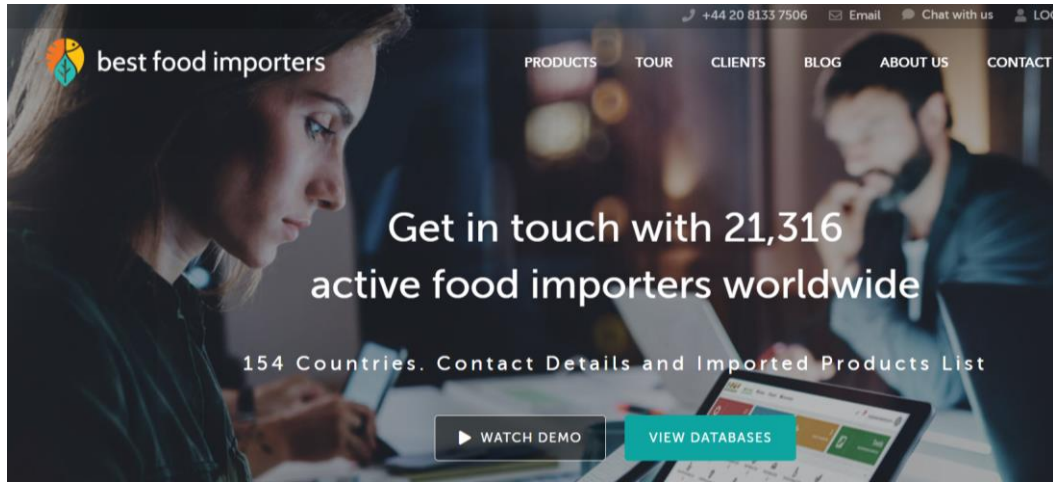 +44 20 8133 7506 Email Chat with us LOG
best food importers
PRODUCTS TOUR CLIENTS BLOG ABOUT US CONTACT
Get in touch with 21,316
active food importers worldwide
154 Countries. Contact Details and Imported Products List
WATCH DEMO VIEW DATABASES